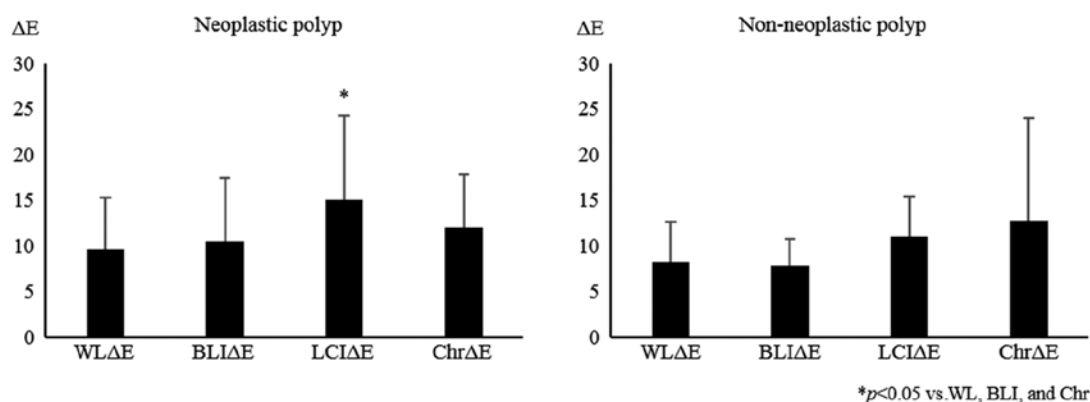 ΔE
Neoplastic polyp
30
25
20
15
10
5
0
*
WLΔE
BLIΔE
LCIΔE
ChrΔE
ΔE
Non-neoplastic polyp
30
25
20
15
10
5
0
WLΔE
BLIΔE
LCIΔE
ChrΔE
*p<0.05 vs.WL, BLI, and Chr